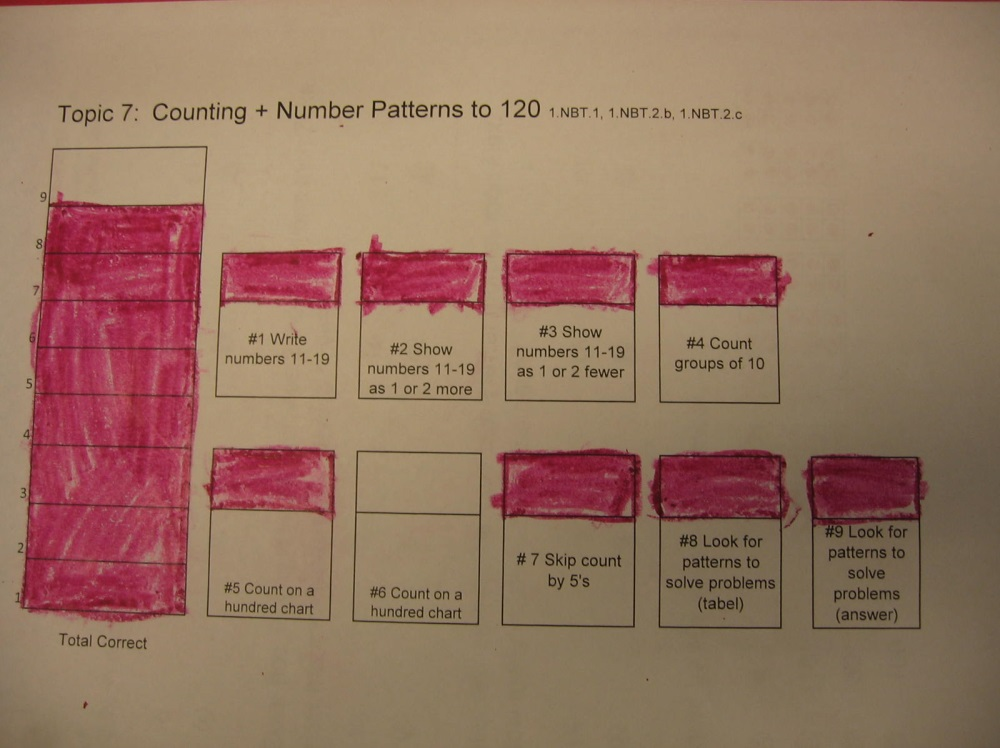 Topic 7: Counting + Number Patterns to 120 1.NBT.1, 1.NBT.2.b, 1.NBT.2.c
9
8
7
6
5
4
3
2
1
Total Correct
#1 Write
numbers 11-19
#2 Show
numbers 11-19
as 1 or 2 more
#3 Show
numbers 11-19
as 1 or 2 fewer
#4 Count
groups of 10
#5 Count on a
hundred chart
#6 Count on a
hundred chart
# 7 Skip count
by 5's
#8 Look for
patterns to
solve problems
(tabel)
#9 Look for
patterns to
solve
problems
(answer)